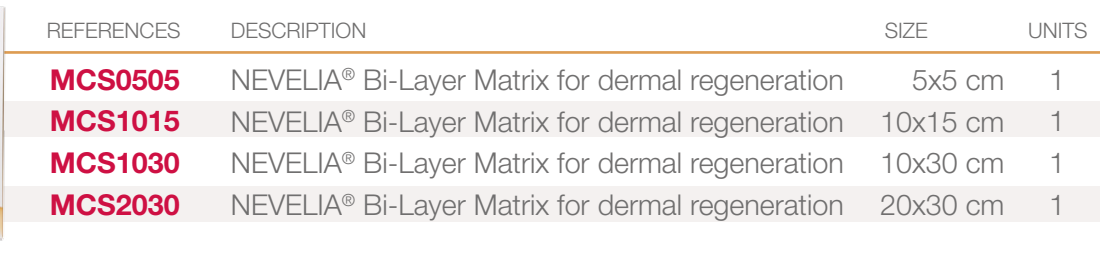 REFERENCES DESCRIPTION SIZE UNITS
MCS0505 NEVELIA® Bi-Layer Matrix for dermal regeneration 5x5 cm 1
MCS1015 NEVELIA® Bi-Layer Matrix for dermal regeneration 10x15 cm 1
MCS1030 NEVELIA® Bi-Layer Matrix for dermal regeneration 10x30 cm 1
MCS2030 NEVELIA® Bi-Layer Matrix for dermal regeneration 20x30 cm 1